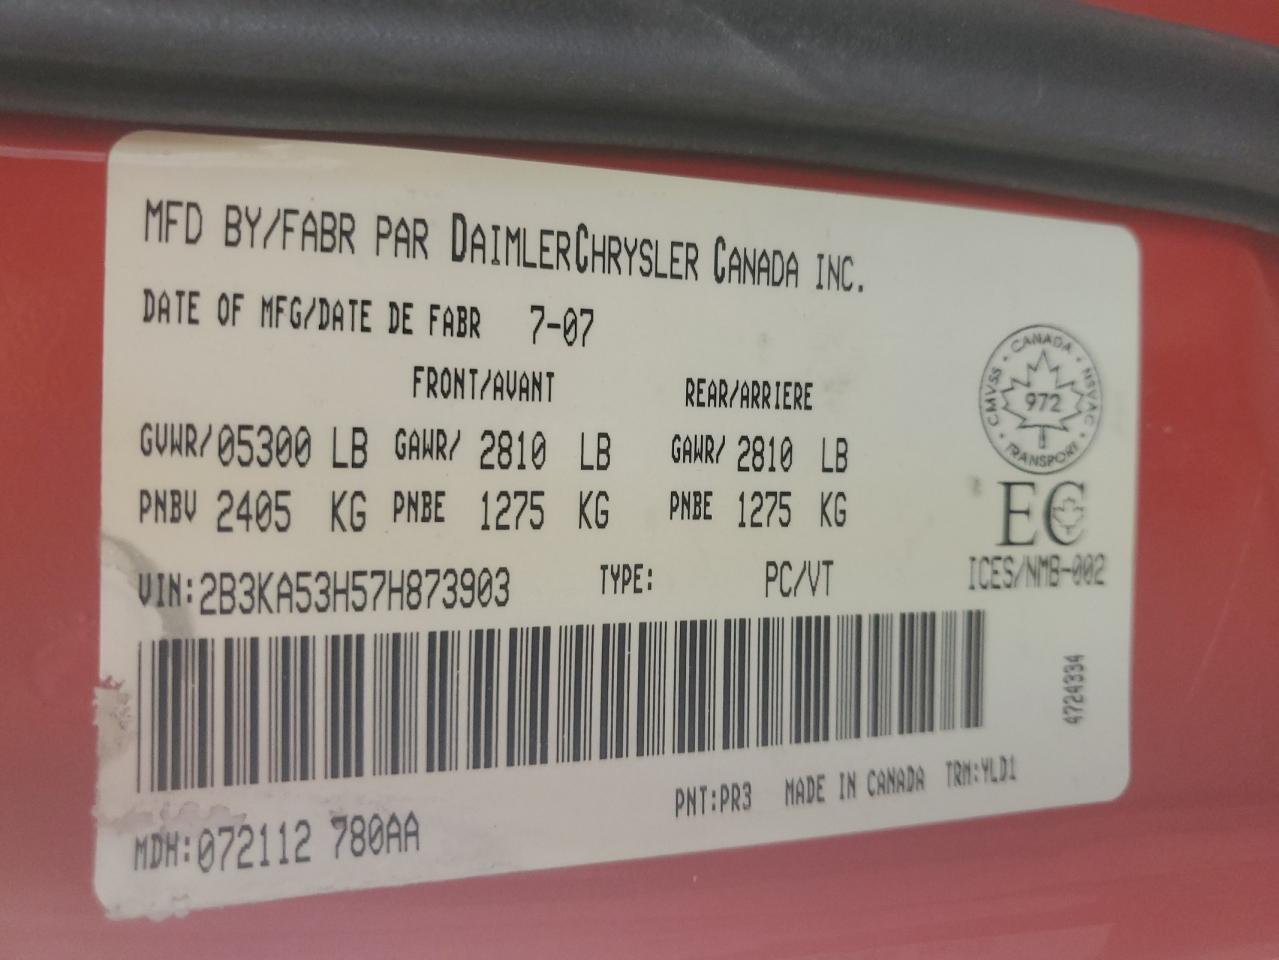 MFD BY/FABR PAR DAIMLERCHRYSLER CANADA INC.
DATE OF MFG/DATE DE FABR 7-07
FRONT/AVANT REAR/ARRIERE
GVWR/05300 LB GAWR/ 2810 LB GAWR/ 2810 LB
PNBV 2405 KG PNBE 1275 KG PNBE 1275 KG
VIN:2B3KA53H57H873903 TYPE: PC/VT
CANADA · NSVAC · TRANSPORT · CMVSS ·
972
EC
ICES/NMB-002
4724334
PNT:PR3 MADE IN CANADA TRM:YLD1
MDH:072112 780AA